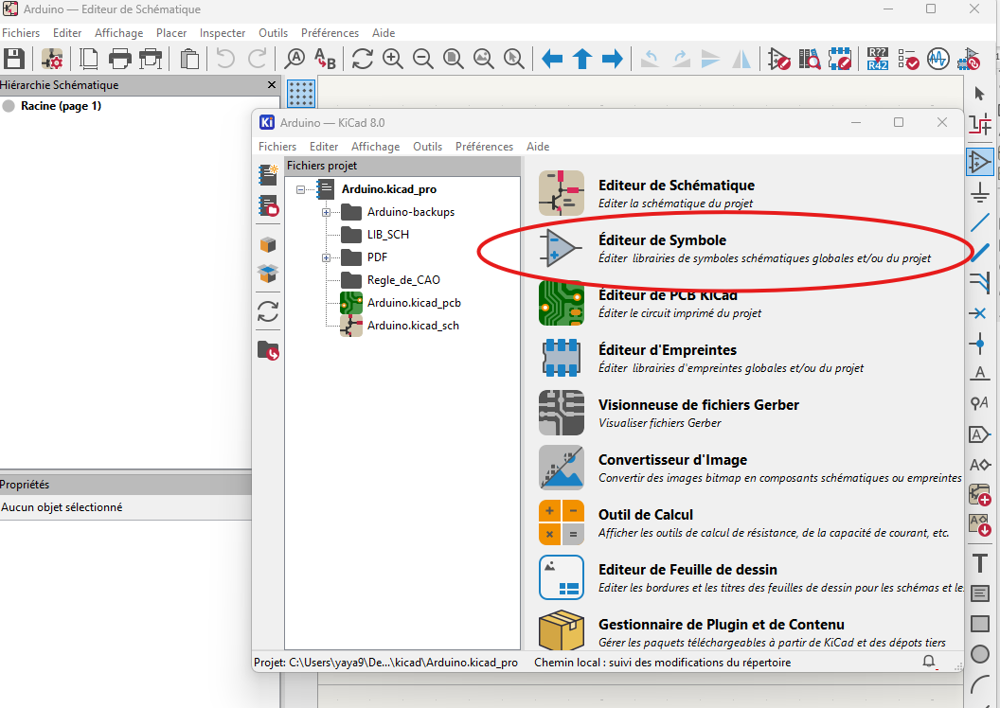 Arduino — Editeur de Schématique
Fichiers Editer Affichage Placer Inspecter Outils Préférences Aide
Hiérarchie Schématique
Racine (page 1)
Arduino — KiCad 8.0
Fichiers Editer Affichage Outils Préférences Aide
Fichiers projet
Arduino.kicad_pro
Arduino-backups
LIB_SCH
PDF
Regle_de_CAO
Arduino.kicad_pcb
Arduino.kicad_sch
Editeur de Schématique
Editer la schématique du projet
Éditeur de Symbole
Éditer librairies de symboles schématiques globales et/ou du projet
Éditeur de PCB KiCad
Éditer le circuit imprimé du projet
Éditeur d'Empreintes
Éditer librairies d'empreintes globales et/ou du projet
Visionneuse de fichiers Gerber
Visualiser fichiers Gerber
Convertisseur d'Image
Convertir des images bitmap en composants schématiques ou empreintes
Outil de Calcul
Afficher les outils de calcul de résistance, de la capacité de courant, etc.
Editeur de Feuille de dessin
Editer les bordures et les titres des feuilles de dessin pour les schémas et le
Gestionnaire de Plugin et de Contenu
Gérer les paquets téléchargeables à partir de KiCad et des dépots tiers
Projet: C:\Users\yaya9\De...\kicad\Arduino.kicad_pro Chemin local : suivi des modifications du répertoire
Propriétés
Aucun objet sélectionné
R??
R42